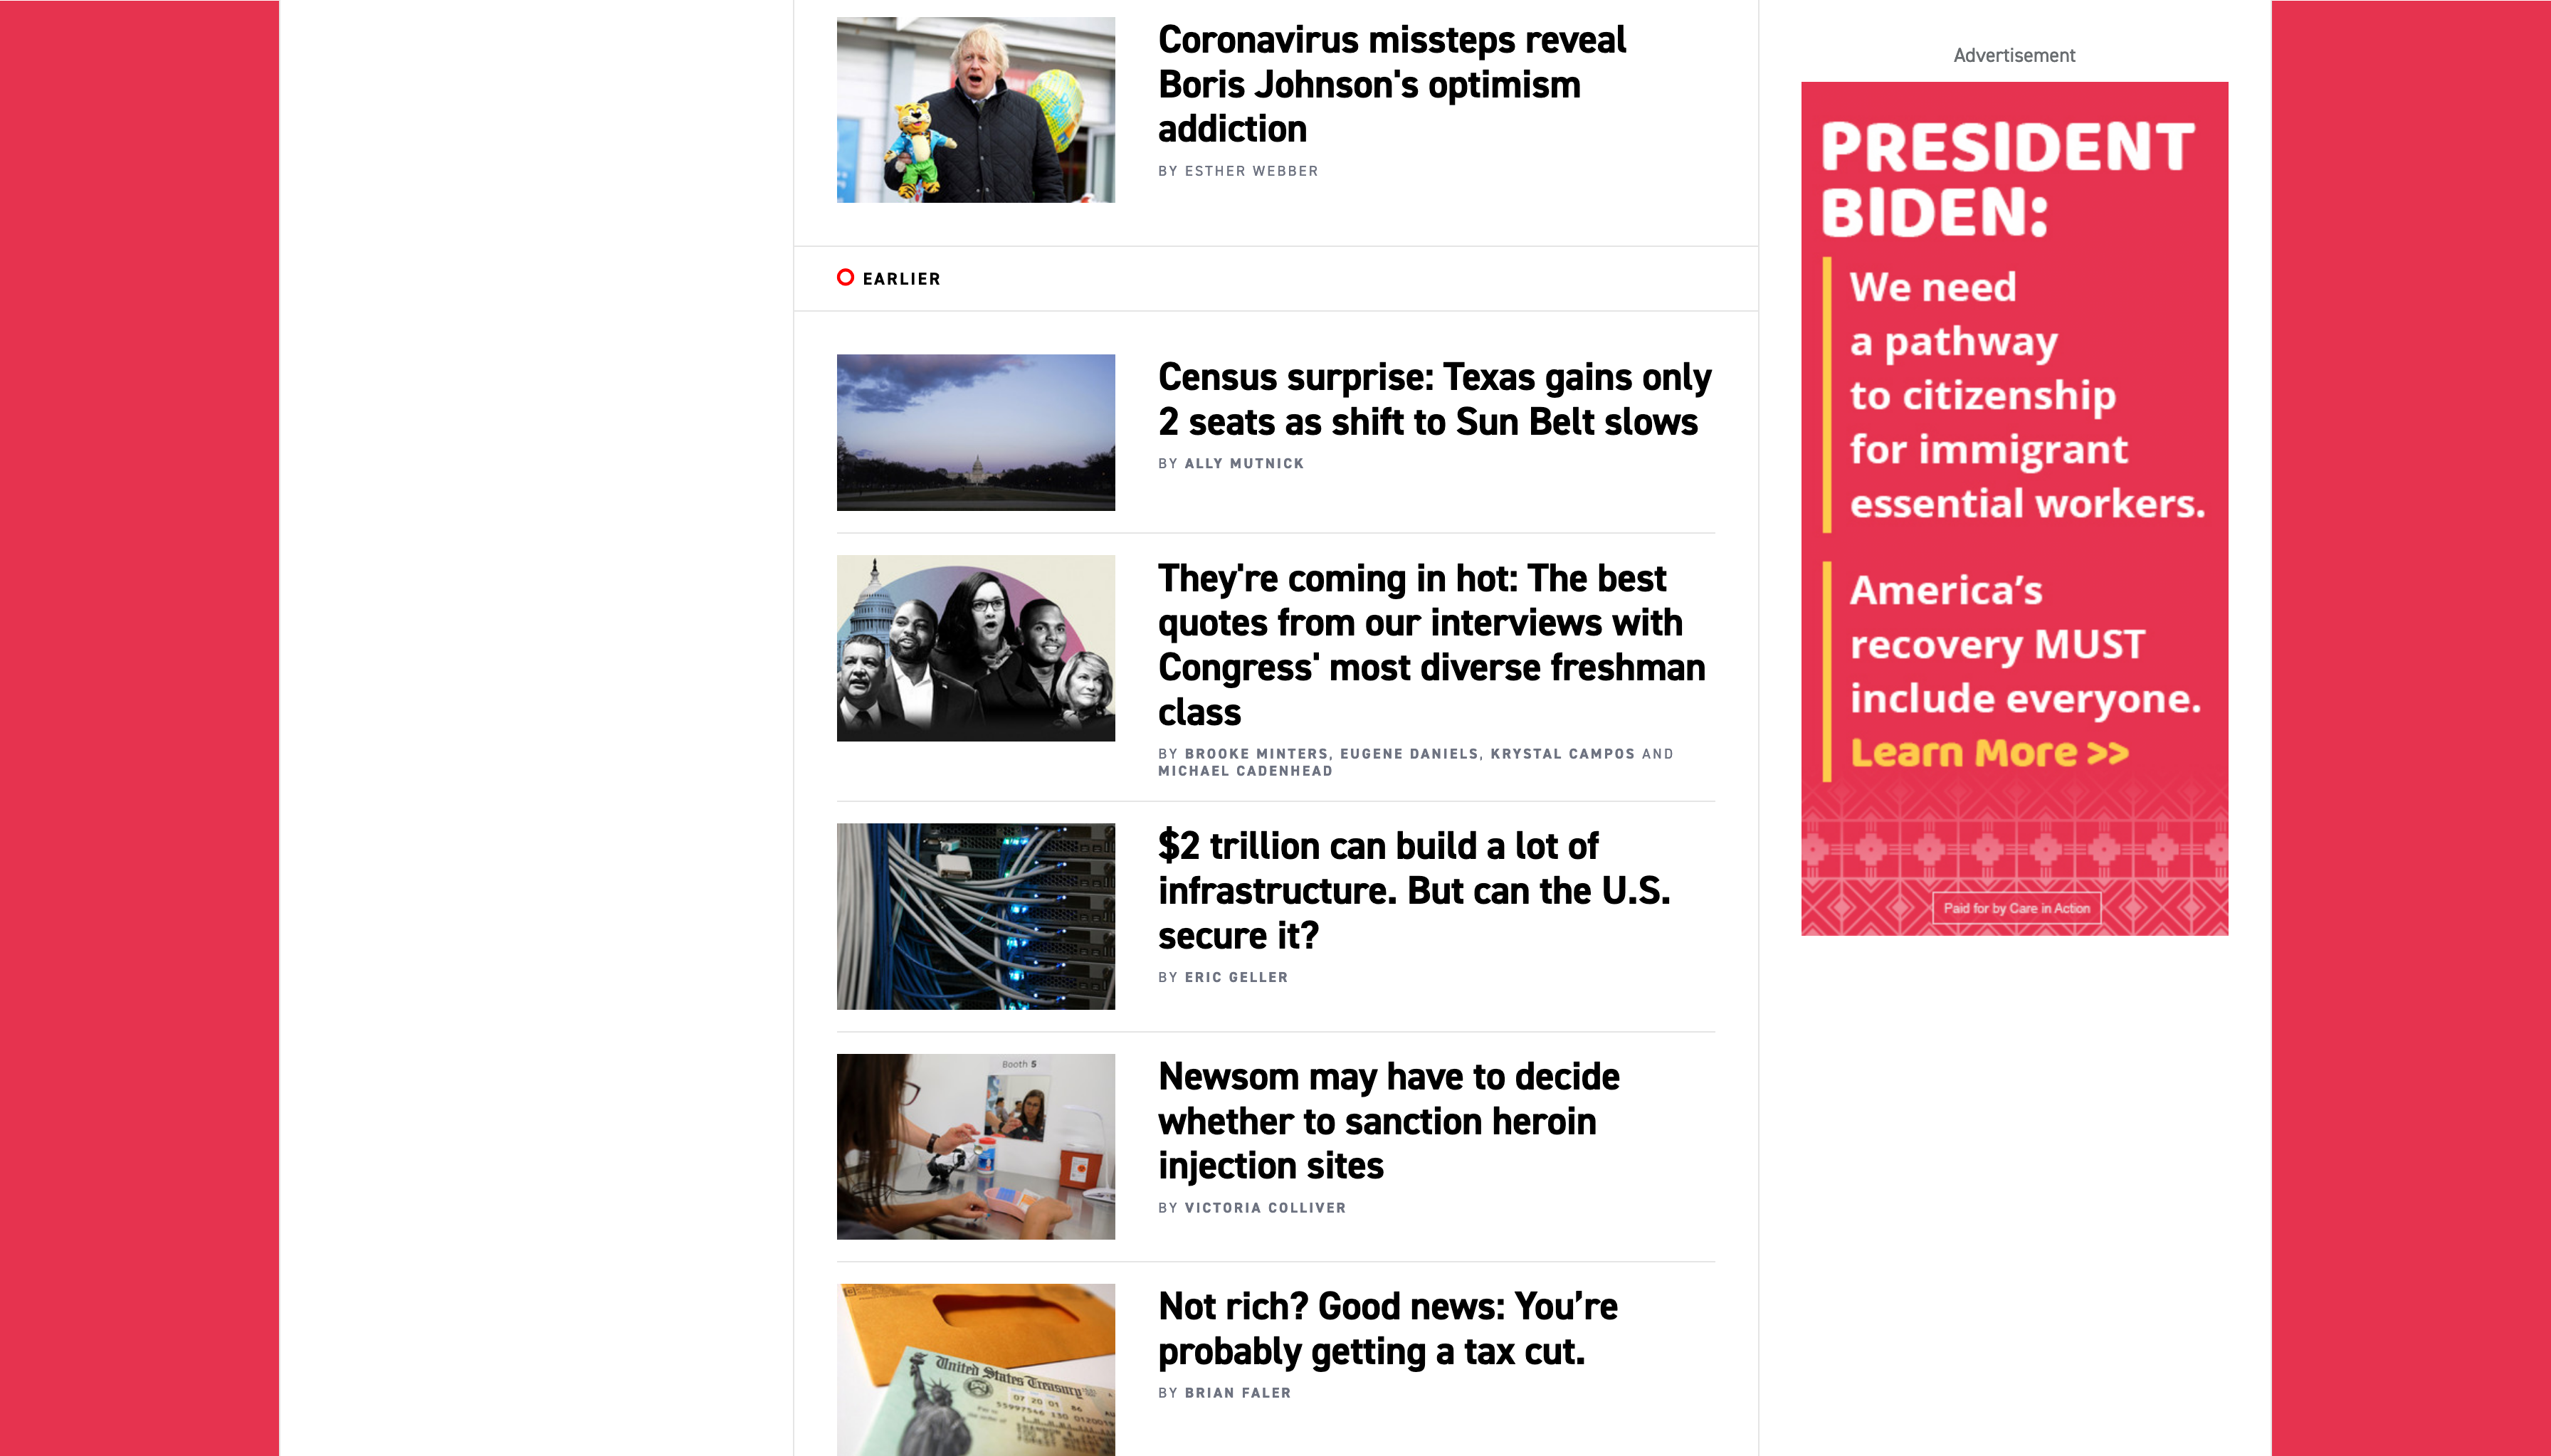 Coronavirus missteps reveal
Boris Johnson's optimism
addiction
BY ESTHER WEBBER
EARLIER
Census surprise: Texas gains only
2 seats as shift to Sun Belt slows
BY ALLY MUTNICK
They're coming in hot: The best
quotes from our interviews with
Congress' most diverse freshman
class
BY BROOKE MINTERS, EUGENE DANIELS, KRYSTAL CAMPOS AND
MICHAEL CADENHEAD
$2 trillion can build a lot of
infrastructure. But can the U.S.
secure it?
BY ERIC GELLER
Booth 5
Newsom may have to decide
whether to sanction heroin
injection sites
BY VICTORIA COLLIVER
United States Treasury
07 20 01 86
Not rich? Good news: You’re
probably getting a tax cut.
BY BRIAN FALER
Advertisement
PRESIDENT
BIDEN:
We need
a pathway
to citizenship
for immigrant
essential workers.
America’s
recovery MUST
include everyone.
Learn More >>
Paid for by Care in Action